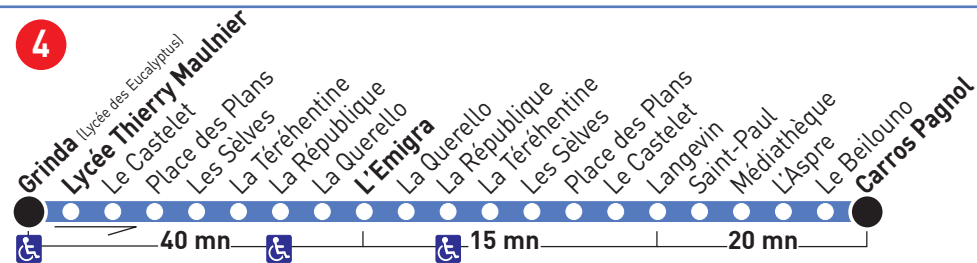 4
Grinda (Lycée des Eucalyptus)
Lycée Thierry Maulnier
Le Castelet
Place des Plans
Les Sèlves
La Téréhentine
La République
La Querello
L'Emigra
La Querello
La République
La Téréhentine
Les Sèlves
Place des Plans
Le Castelet
Langevin
Saint-Paul
Médiathèque
L'Aspre
Le Beilouno
Carros Pagnol
40 mn
15 mn
20 mn